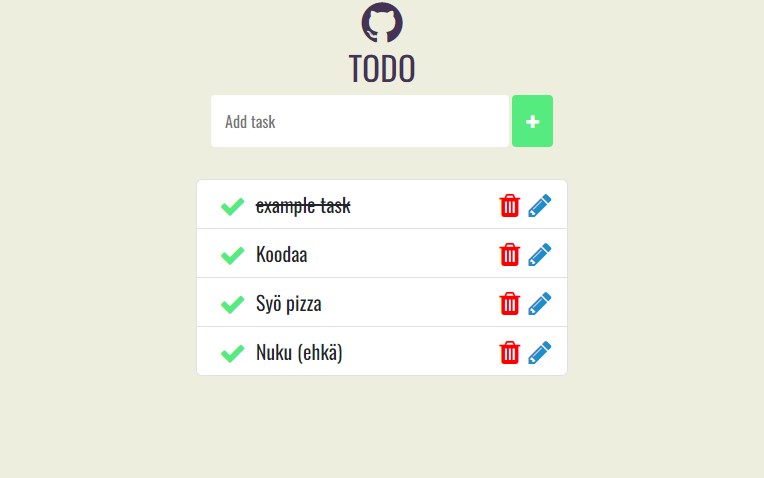 TODO
Add task
example task
Koodaa
Syö pizza
Nuku (ehkä)